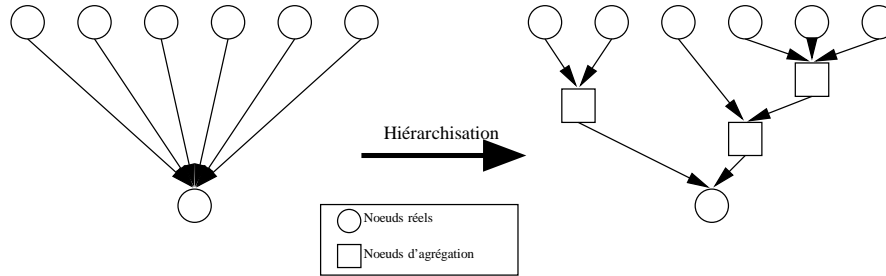 Hiérarchisation
Noeuds réels
Noeuds d'agrégation